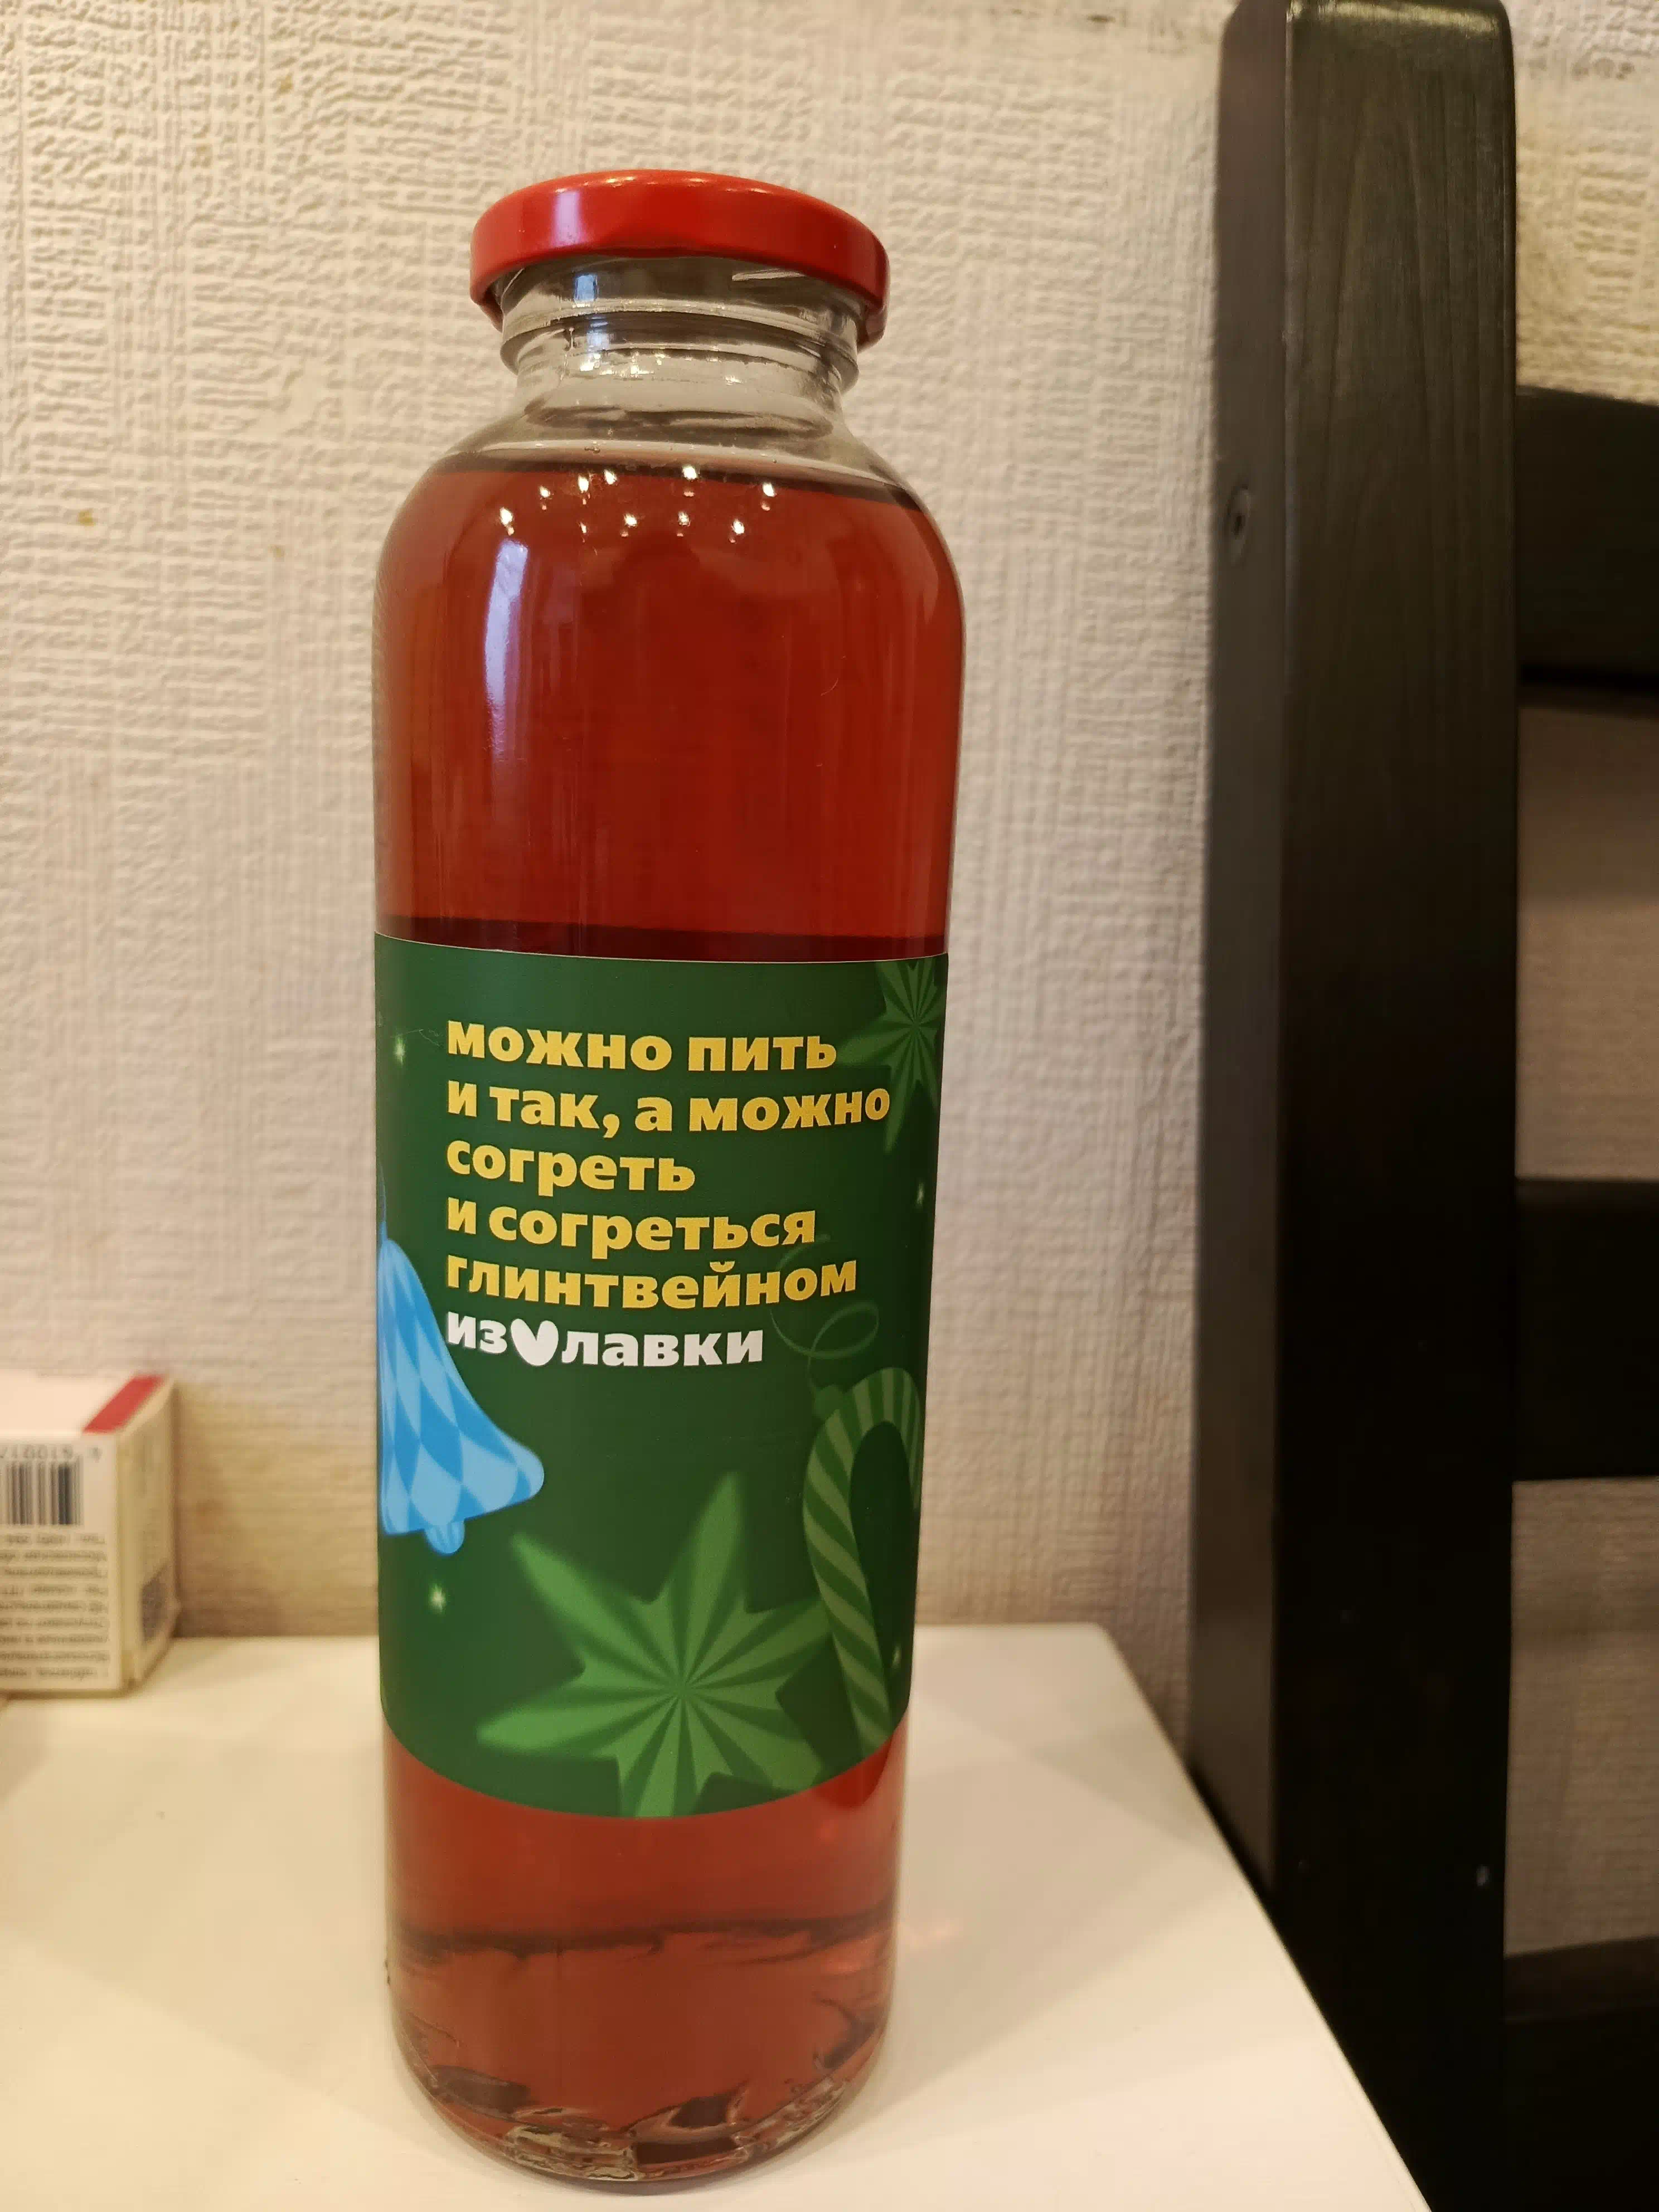 можно пить
и так, а можно
согреть
и согреться
глинтвейном
из лавки